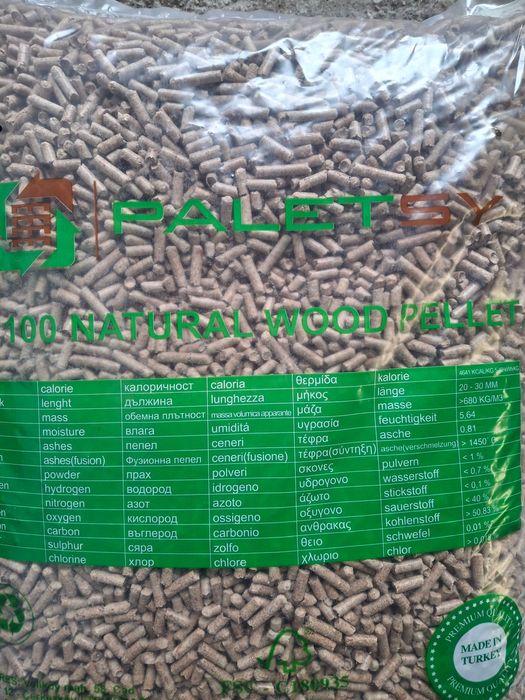 PALETSY
100 NATURAL WOOD PELLET
calorie калоричност caloria θερμίδα kalorie
lenght дължина lunghezza μήκος länge 20 - 30 MM
mass обемна плътност massa volumica apparante μάζα masse >680 KG/M3
moisture влага umiditá υγρασία feuchtigkeit 5,64
ashes пепел ceneri τέφρα asche 0.81
ashes(fusion) Фузионна пепел ceneri(fusione) τέφρα(σύντηξη) asche(verschmelzung) > 1450
powder прах polveri σκονες pulvern < 1 %
hydrogen водород idrogeno υδρογονο wasserstoff < 0.7 %
nitrogen азот azoto άζωτο stickstoff < 0,1 %
oxygen кислород ossigeno οξυγονο sauerstoff < 40 %
carbon въглерод carbonio ανθρακας kohlenstoff > 50,83
sulphur сяра zolfo θειο schwefel 0,01
chlorine хлор chlore χλωριο chlor
PREMIUM QUALITY
MADE IN
TURKEY
PREMIUM